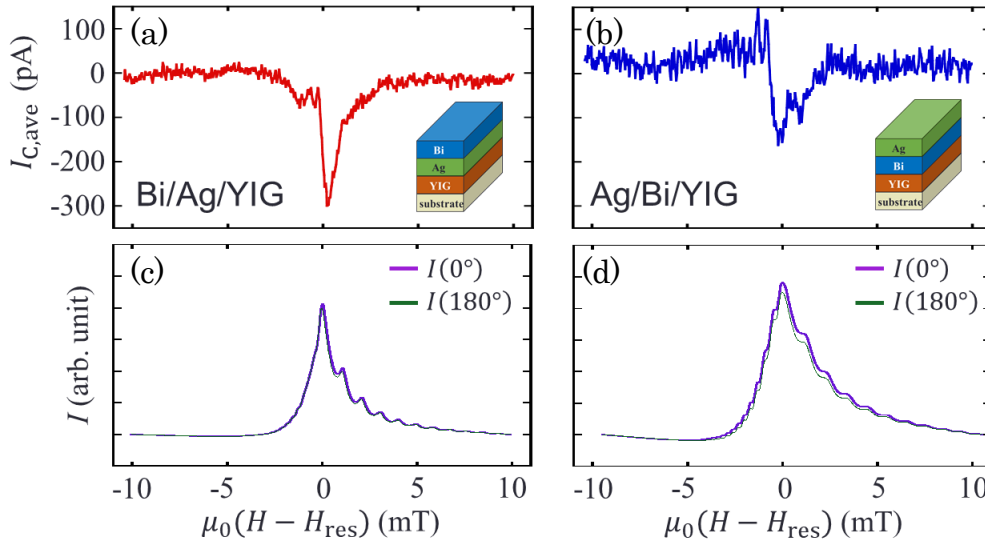 (a)
100
0
-100
-200
-300
I_C,ave (pA)
Bi/Ag/YIG
Bi
Ag
YIG
substrate
(b)
Ag/Bi/YIG
Ag
Bi
YIG
substrate
(c)
I(0°)
I(180°)
I (arb. unit)
-10 -5 0 5 10
μ₀(H − H_res) (mT)
(d)
I(0°)
I(180°)
-10 -5 0 5 10
μ₀(H − H_res) (mT)